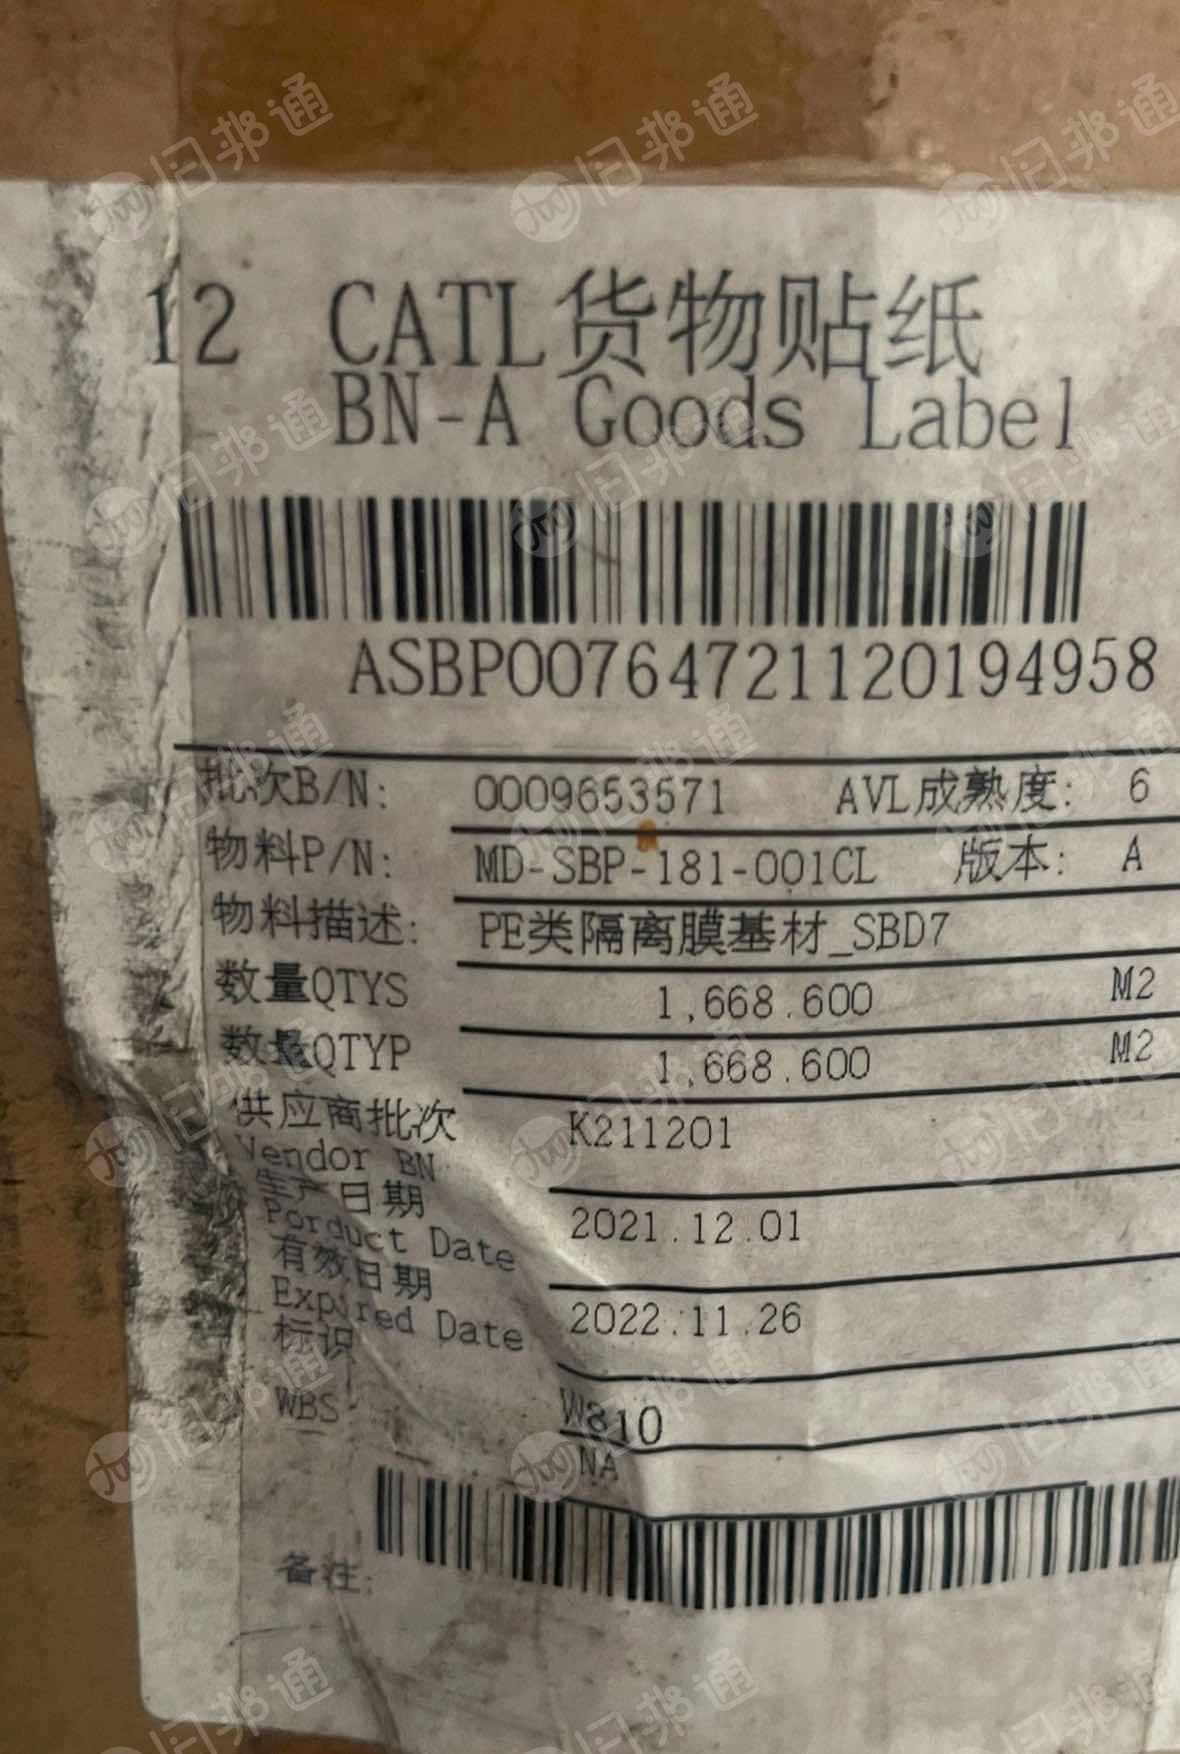 12 CATL货物贴纸
BN-A Goods Label
ASBP00764721120194958
批次B/N: 0009653571 AVL成熟度: 6
物料P/N: MD-SBP-181-001CL 版本: A
物料描述: PE类隔离膜基材_SBD7
数量QTYS 1,668.600 M2
数量QTYP 1,668.600 M2
供应商批次 K211201
Vendor BN
生产日期 2021.12.01
Porduct Date
有效日期 2022.11.26
Expired Date
标识 W810
WBS NA
备注:
旧邦通